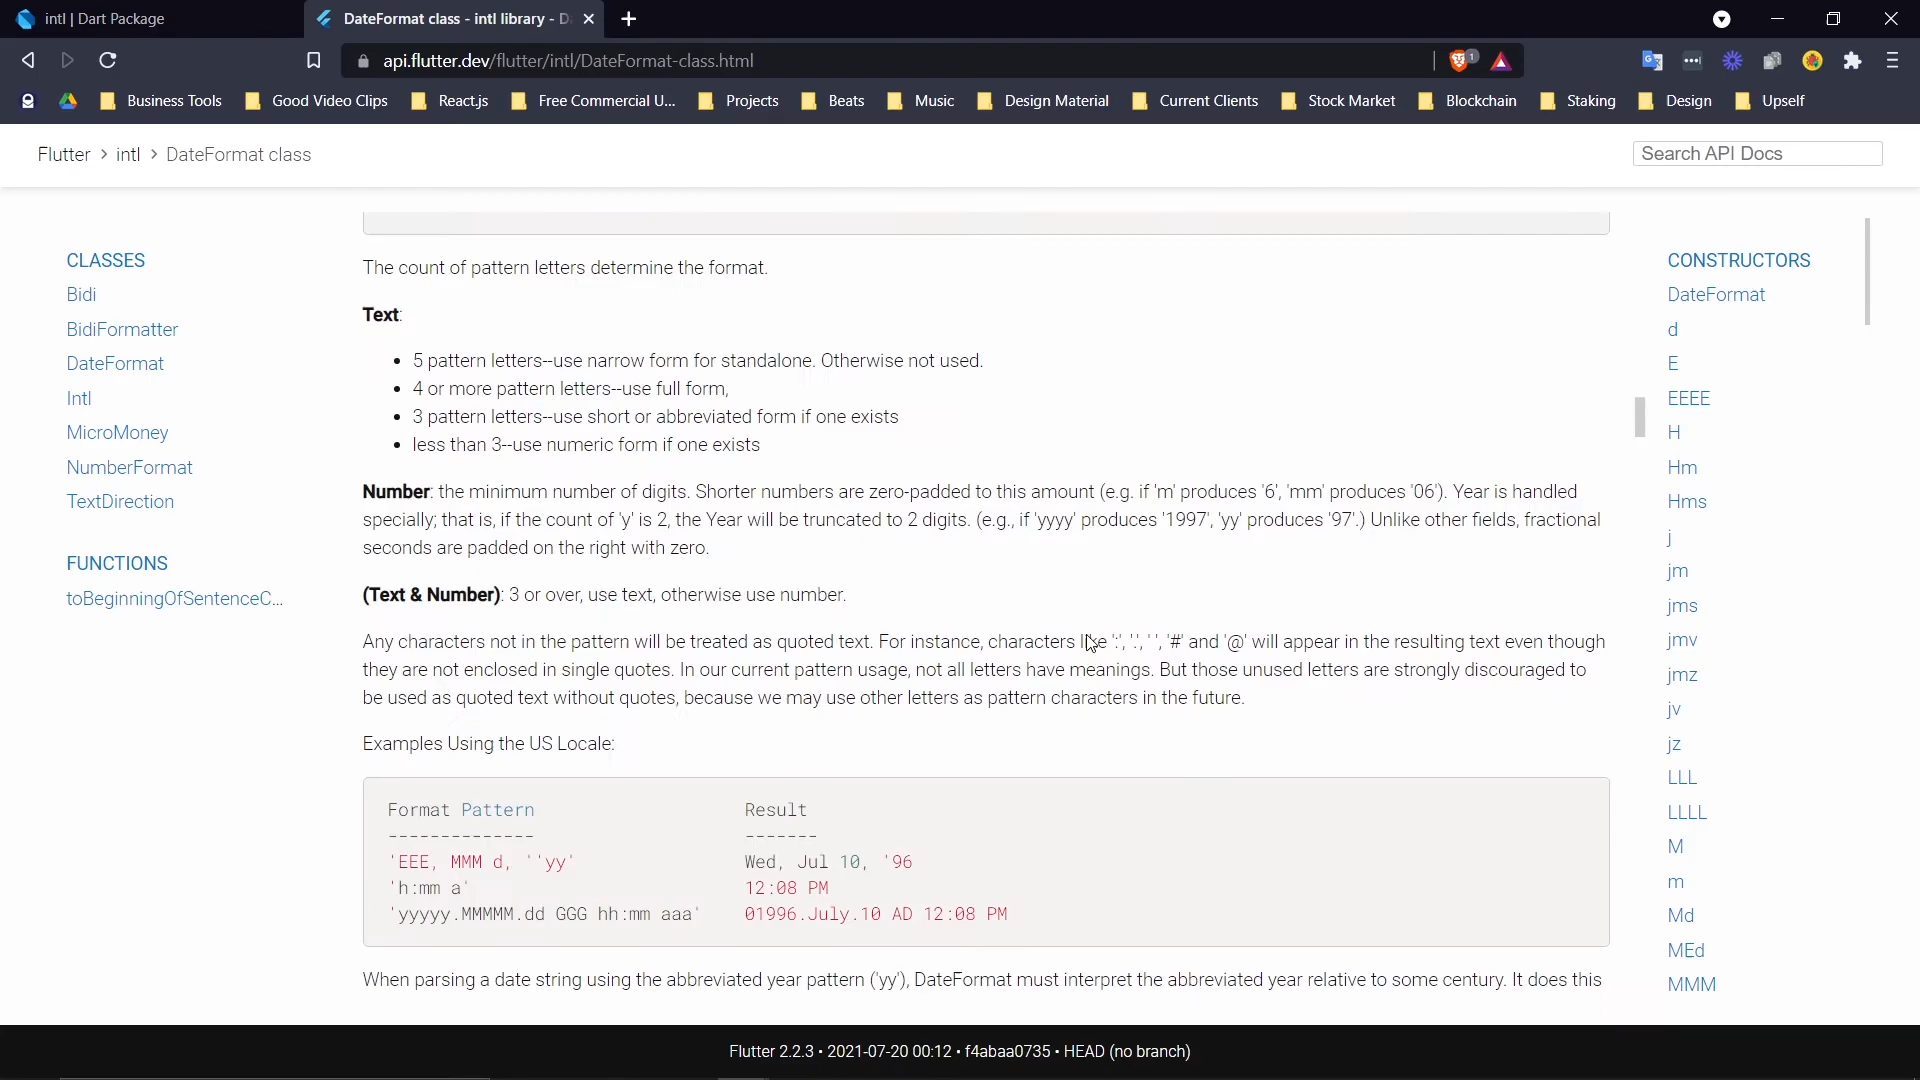 intl | Dart Package
DateFormat class - intl library - D
api.flutter.dev/flutter/intl/DateFormat-class.html
1
Business Tools
Good Video Clips
React.js
Free Commercial U...
Projects
Beats
Music
Design Material
Current Clients
Stock Market
Blockchain
Staking
Design
Upself
Flutter > intl > DateFormat class
Search API Docs
CLASSES
Bidi
BidiFormatter
DateFormat
Intl
MicroMoney
NumberFormat
TextDirection
FUNCTIONS
toBeginningOfSentenceC...
The count of pattern letters determine the format.
Text:
• 5 pattern letters--use narrow form for standalone. Otherwise not used.
• 4 or more pattern letters--use full form,
• 3 pattern letters--use short or abbreviated form if one exists
• less than 3--use numeric form if one exists
Number: the minimum number of digits. Shorter numbers are zero-padded to this amount (e.g. if 'm' produces '6', 'mm' produces '06'). Year is handled
specially; that is, if the count of 'y' is 2, the Year will be truncated to 2 digits. (e.g., if 'yyyy' produces '1997', 'yy' produces '97'.) Unlike other fields, fractional
seconds are padded on the right with zero.
(Text & Number): 3 or over, use text, otherwise use number.
Any characters not in the pattern will be treated as quoted text. For instance, characters like ':', '.', ' ', '#' and '@' will appear in the resulting text even though
they are not enclosed in single quotes. In our current pattern usage, not all letters have meanings. But those unused letters are strongly discouraged to
be used as quoted text without quotes, because we may use other letters as pattern characters in the future.
Examples Using the US Locale:
Format Pattern Result
-------------- -------
'EEE, MMM d, ''yy' Wed, Jul 10, '96
'h:mm a' 12:08 PM
'yyyyy.MMMMM.dd GGG hh:mm aaa' 01996.July.10 AD 12:08 PM
When parsing a date string using the abbreviated year pattern ('yy'), DateFormat must interpret the abbreviated year relative to some century. It does this
CONSTRUCTORS
DateFormat
d
E
EEEE
H
Hm
Hms
j
jm
jms
jmv
jmz
jv
jz
LLL
LLLL
M
m
Md
MEd
MMM
Flutter 2.2.3 • 2021-07-20 00:12 • f4abaa0735 • HEAD (no branch)